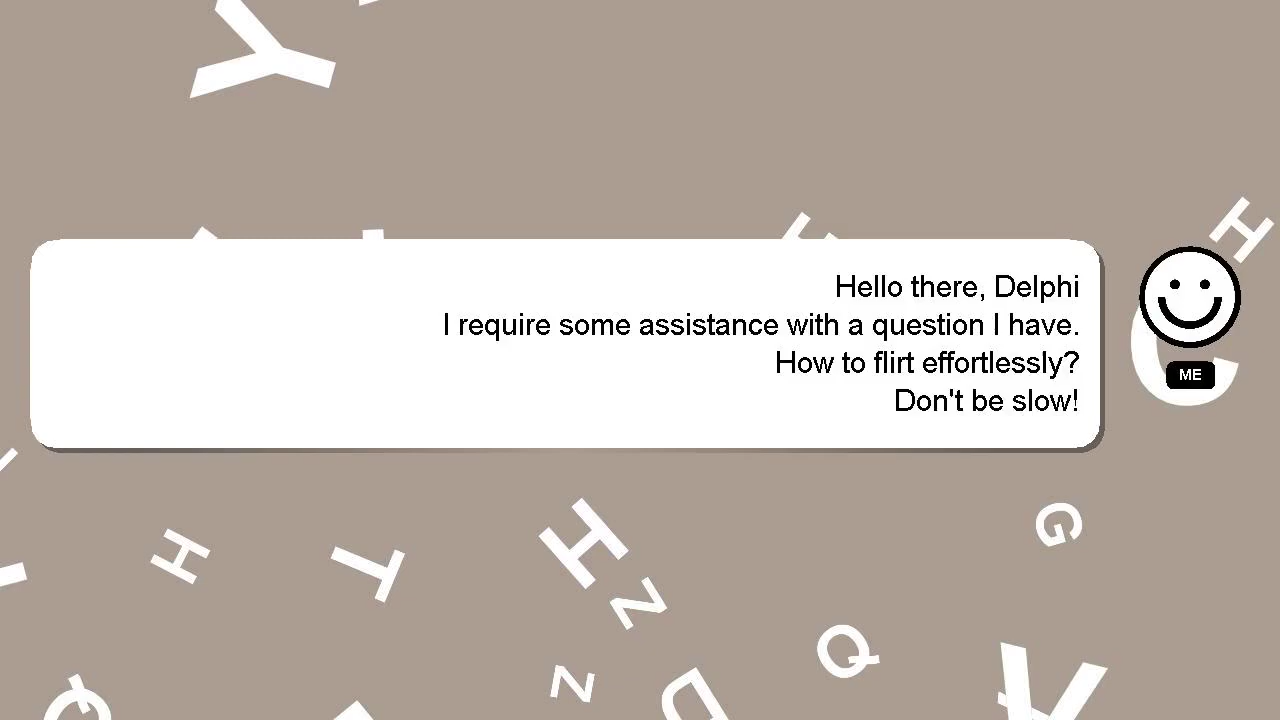 Hello there, Delphi
I require some assistance with a question I have.
How to flirt effortlessly?
Don't be slow!
ME
Y
H
C
H
T
H
Z
G
Q
Z
D
Q
Y